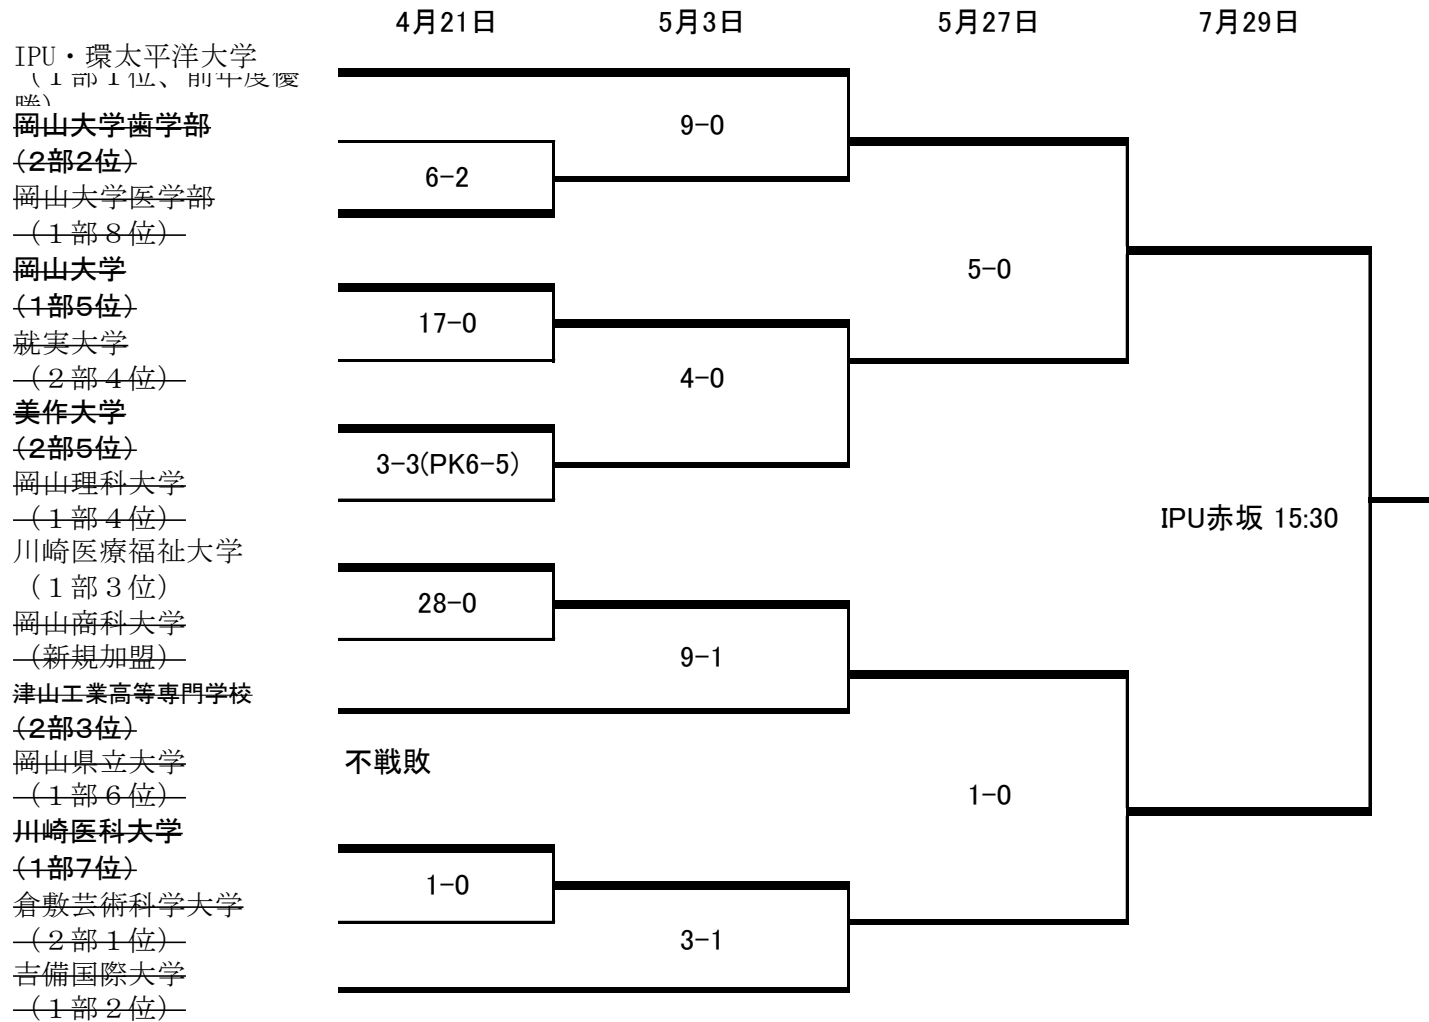 4月21日 5月3日 5月27日 7月29日
IPU・環太平洋大学
（１部１位、前年度優
勝）
岡山大学歯学部
(2部2位)
岡山大学医学部
（１部８位）
岡山大学
(1部5位)
就実大学
（２部４位）
美作大学
(2部5位)
岡山理科大学
（１部４位）
川崎医療福祉大学
（１部３位）
岡山商科大学
（新規加盟）
津山工業高等専門学校
(2部3位)
岡山県立大学
（１部６位）
川崎医科大学
(1部7位)
倉敷芸術科学大学
（２部１位）
吉備国際大学
（１部２位）
6-2
17-0
3-3(PK6-5)
28-0
不戦敗
1-0
9-0
4-0
9-1
3-1
5-0
1-0
IPU赤坂 15:30